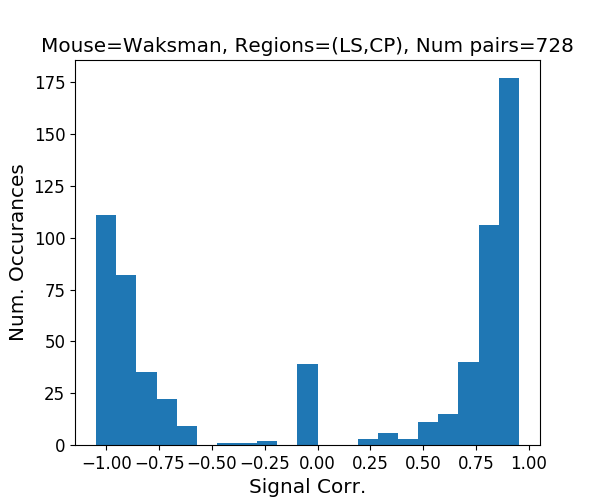 Mouse=Waksman, Regions=(LS,CP), Num pairs=728
Num. Occurances
175
150
125
100
75
50
25
0
−1.00 −0.75 −0.50 −0.25 0.00 0.25 0.50 0.75 1.00
Signal Corr.